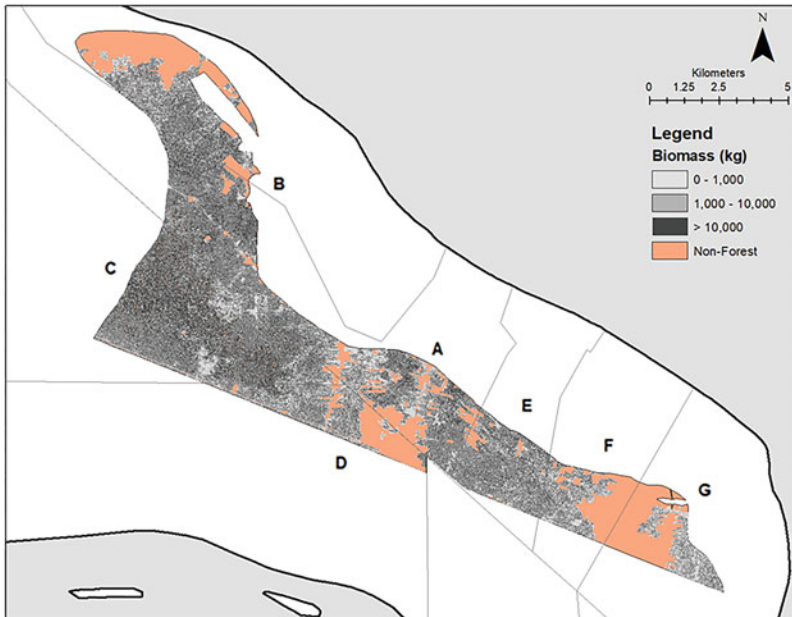 N
Kilometers
0 1.25 2.5 5
Legend
Biomass (kg)
0 - 1,000
1,000 - 10,000
> 10,000
Non-Forest
B
C
A
E
D
F
G